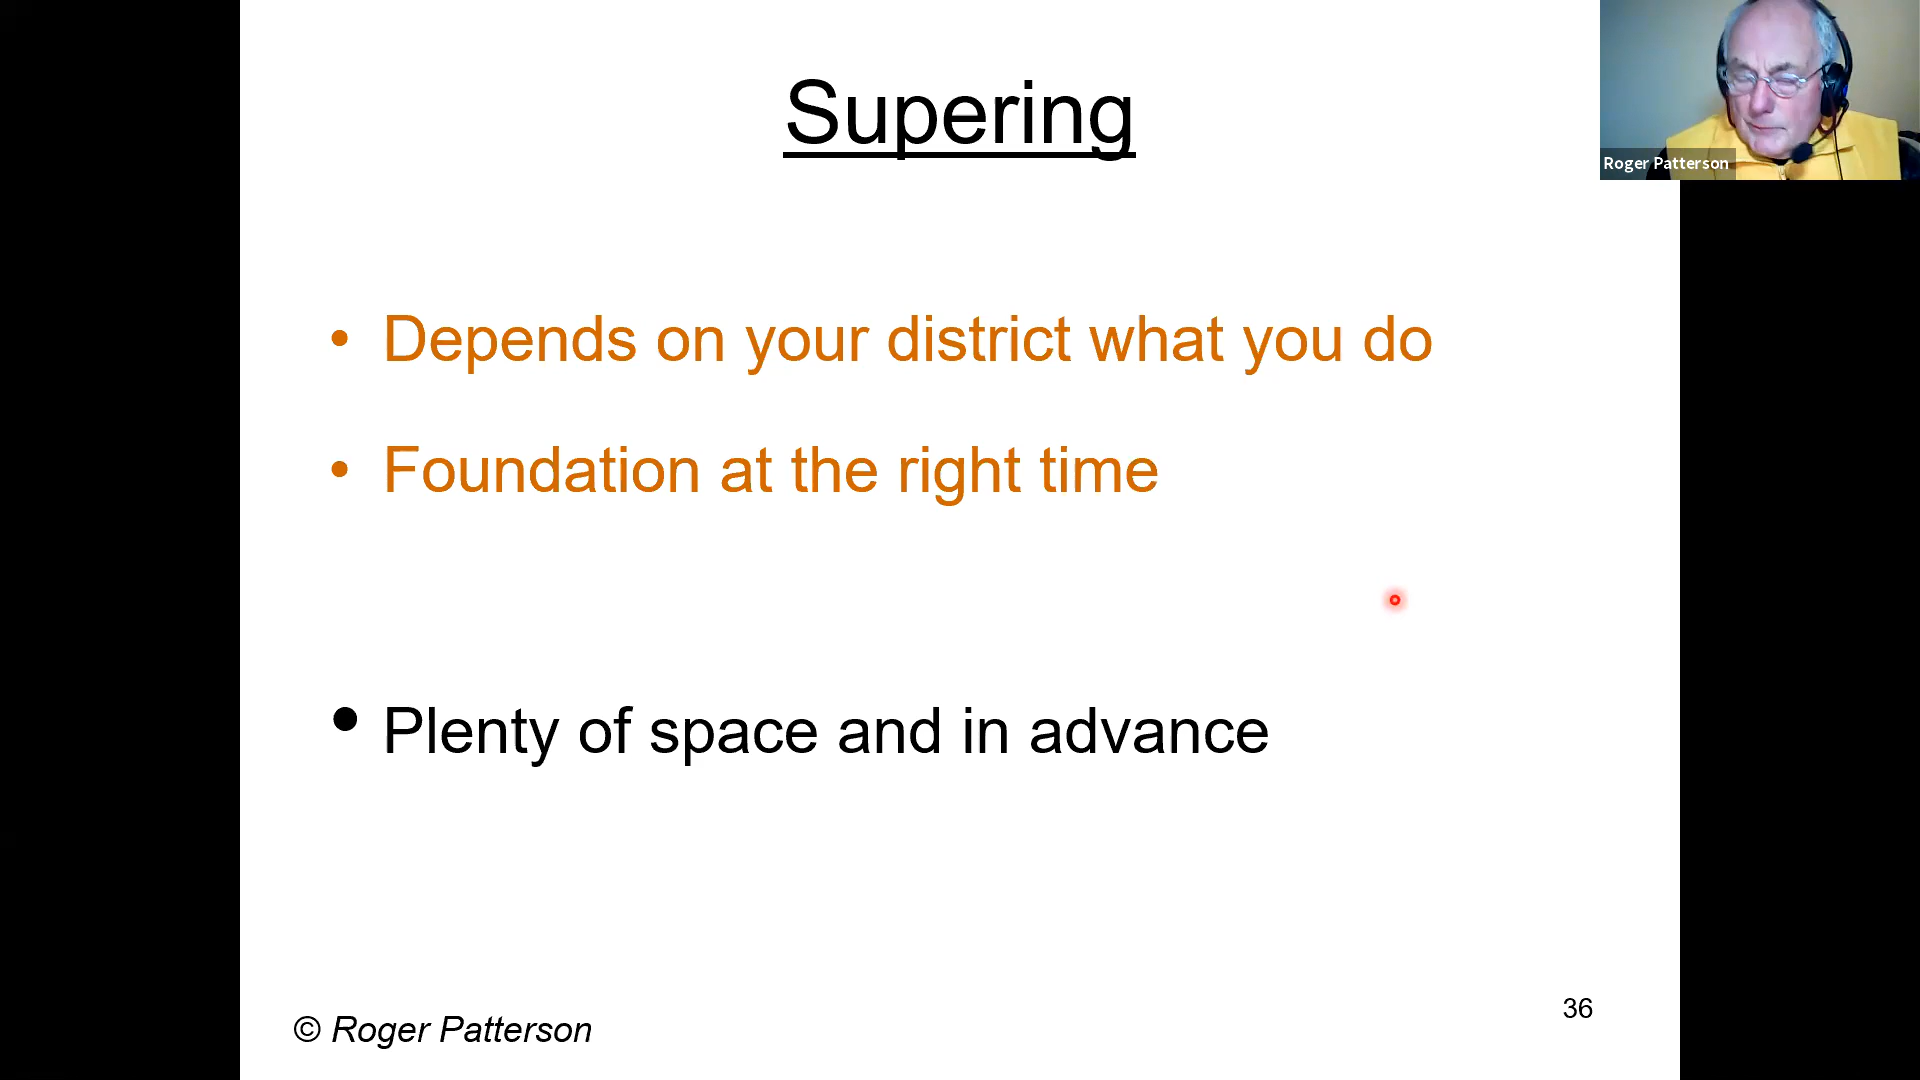 Supering
Roger Patterson
• Depends on your district what you do
• Foundation at the right time
• Plenty of space and in advance
36
© Roger Patterson